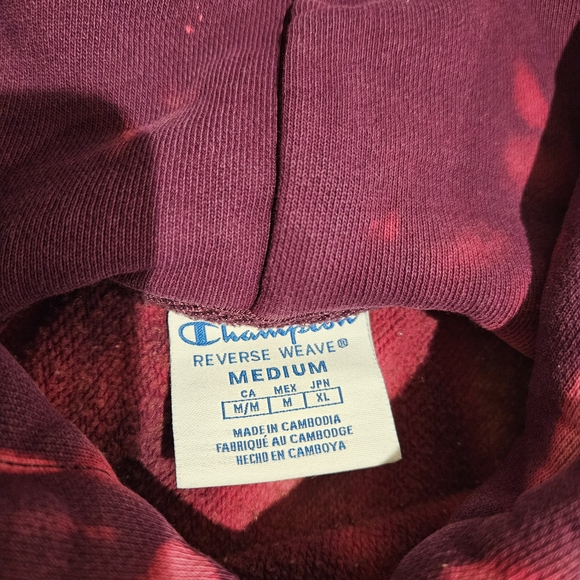 Champion
REVERSE WEAVE®
MEDIUM
CA MEX JPN
M/M M XL
MADE IN CAMBODIA
FABRIQUÉ AU CAMBODGE
HECHO EN CAMBOYA